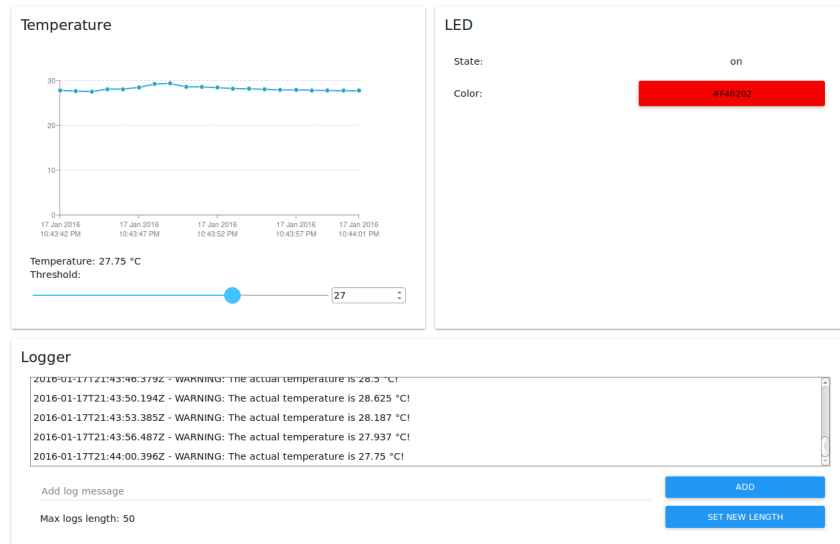 Temperature
30
20
10
0
17 Jan 2016 17 Jan 2016 17 Jan 2016 17 Jan 2016 17 Jan 2016
10:43:42 PM 10:43:47 PM 10:43:52 PM 10:43:57 PM 10:44:01 PM
Temperature: 27.75 °C
Threshold:
27
LED
State: on
Color: #F40202
Logger
2016-01-17T21:43:46.379Z - WARNING: The actual temperature is 28.5 °C!
2016-01-17T21:43:50.194Z - WARNING: The actual temperature is 28.625 °C!
2016-01-17T21:43:53.385Z - WARNING: The actual temperature is 28.187 °C!
2016-01-17T21:43:56.487Z - WARNING: The actual temperature is 27.937 °C!
2016-01-17T21:44:00.396Z - WARNING: The actual temperature is 27.75 °C!
Add log message ADD
Max logs length: 50 SET NEW LENGTH